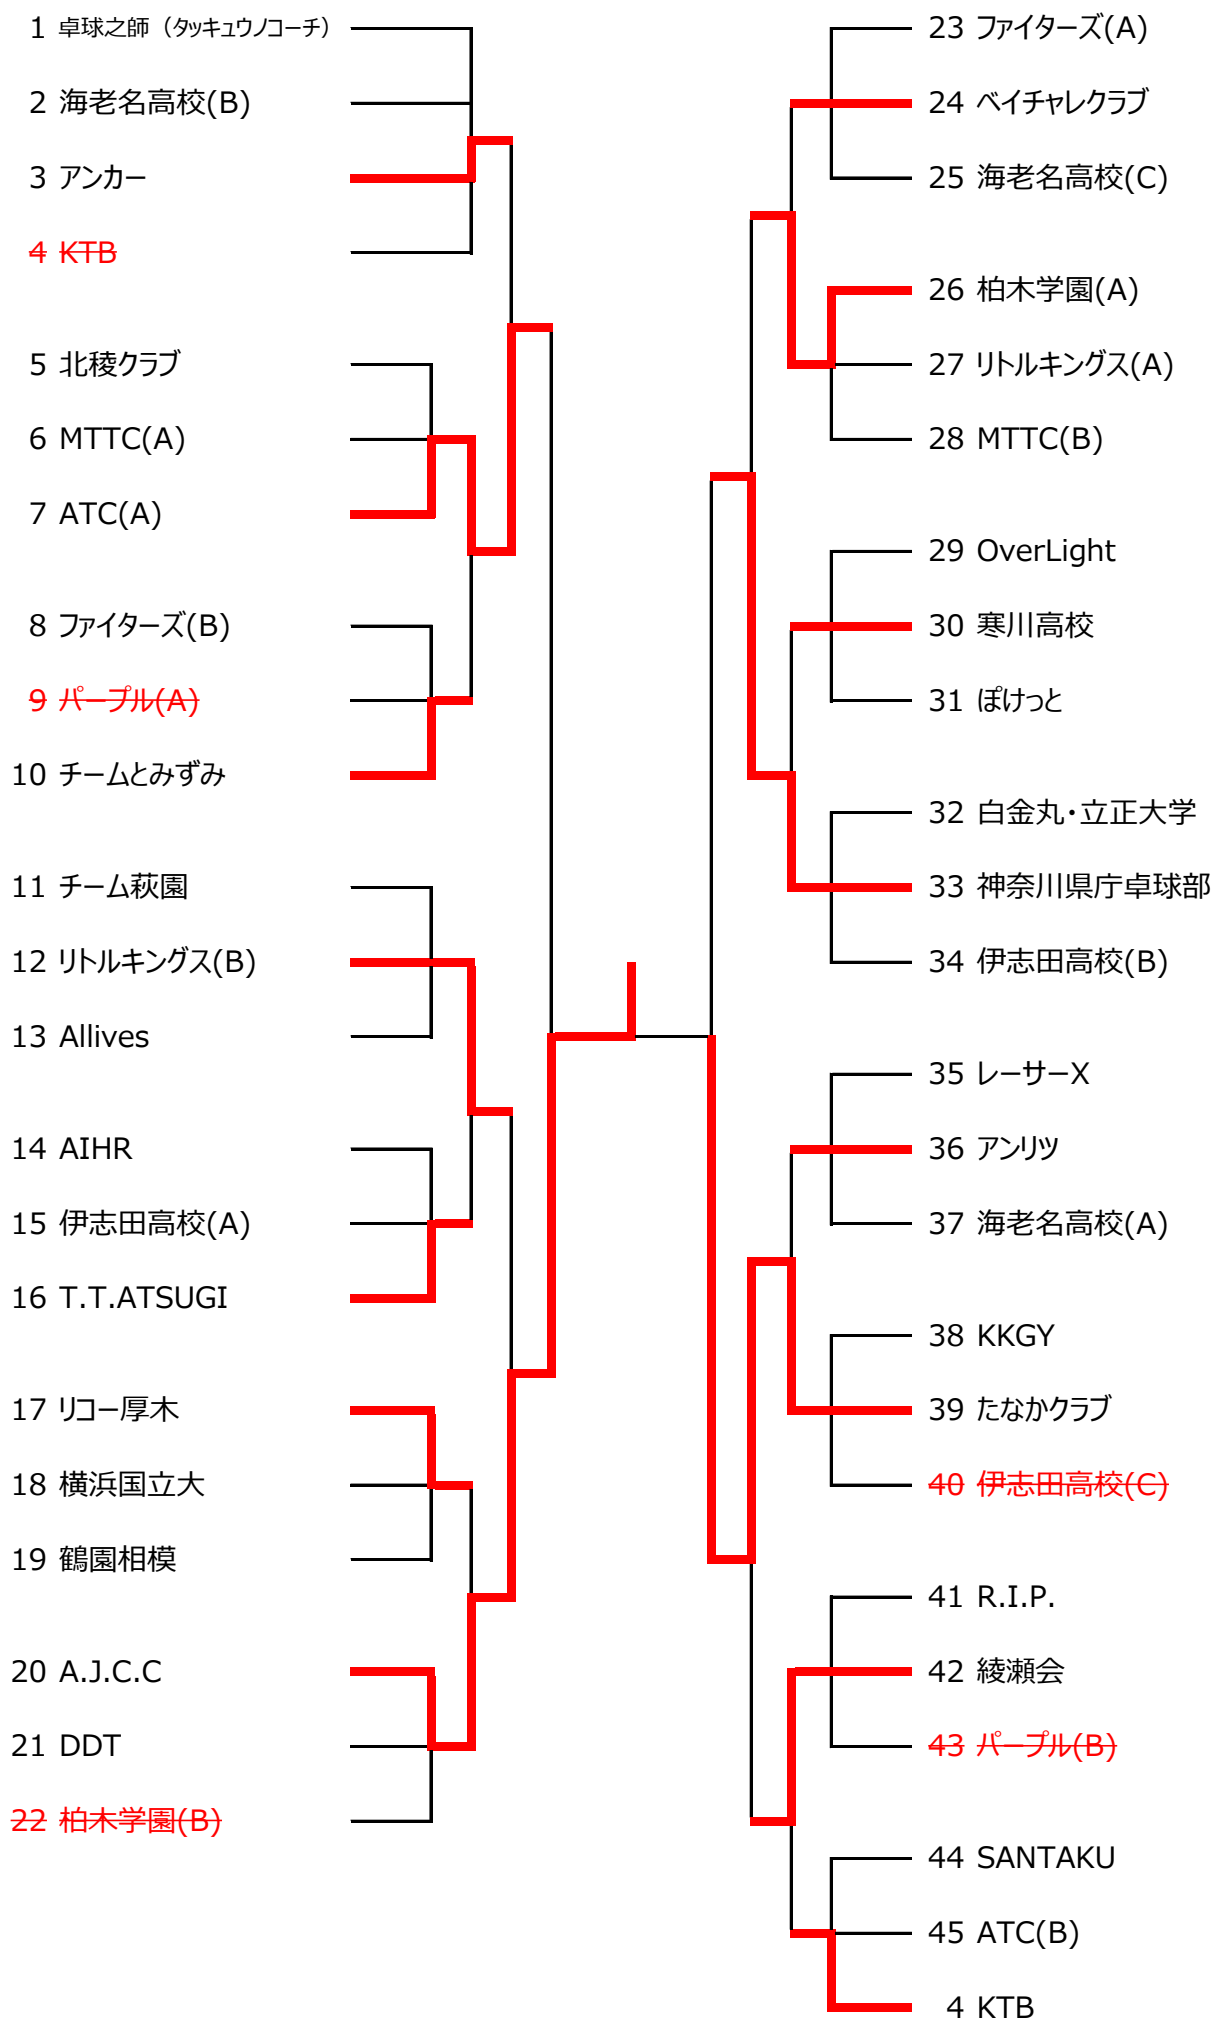 1 卓球之師（タッキュウノコーチ）
2 海老名高校(B)
3 アンカー
4 KTB
5 北稜クラブ
6 MTTC(A)
7 ATC(A)
8 ファイターズ(B)
9 パープル(A)
10 チームとみずみ
11 チーム萩園
12 リトルキングス(B)
13 Allives
14 AIHR
15 伊志田高校(A)
16 T.T.ATSUGI
17 リコー厚木
18 横浜国立大
19 鶴園相模
20 A.J.C.C
21 DDT
22 柏木学園(B)
23 ファイターズ(A)
24 ベイチャレクラブ
25 海老名高校(C)
26 柏木学園(A)
27 リトルキングス(A)
28 MTTC(B)
29 OverLight
30 寒川高校
31 ぽけっと
32 白金丸・立正大学
33 神奈川県庁卓球部
34 伊志田高校(B)
35 レーサーX
36 アンリツ
37 海老名高校(A)
38 KKGY
39 たなかクラブ
40 伊志田高校(C)
41 R.I.P.
42 綾瀬会
43 パープル(B)
44 SANTAKU
45 ATC(B)
4 KTB